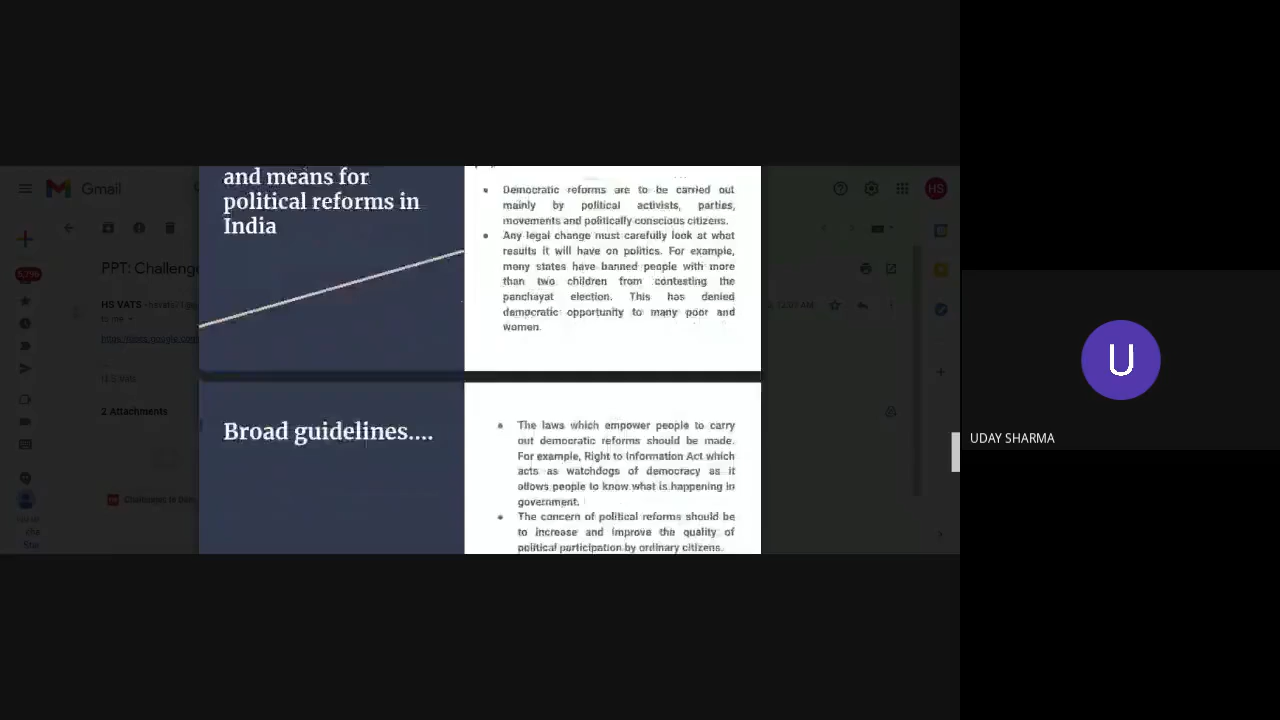 Gmail
HS
PPT: Challeng
HS VATS
to me
2 Attachments
and means for
political reforms in
India
Democratic reforms are to be carried out
mainly by political activists, parties,
movements and politically conscious citizens.
Any legal change must carefully look at what
results it will have on politics. For example,
many states have banned people with more
than two children from contesting the
panchayat election. This has denied
democratic opportunity to many poor and
women.
Broad guidelines....
The laws which empower people to carry
out democratic reforms should be made.
For example, Right to Information Act which
acts as watchdogs of democracy as it
allows people to know what is happening in
government.
The concern of political reforms should be
to increase and improve the quality of
political participation by ordinary citizens.
U
UDAY SHARMA